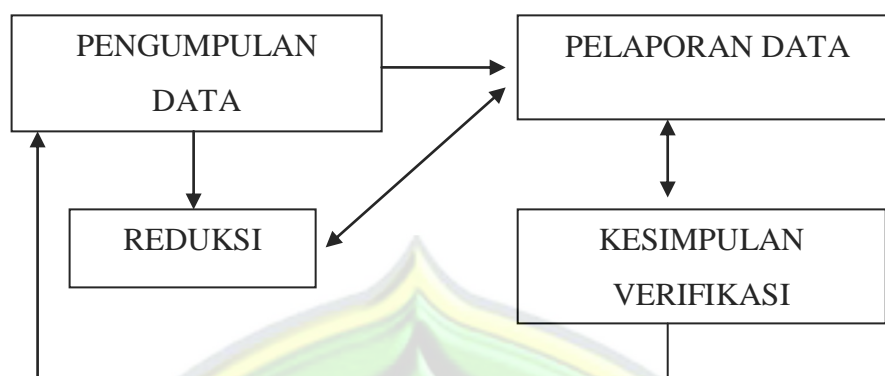 PENGUMPULAN
DATA
PELAPORAN DATA
REDUKSI
KESIMPULAN
VERIFIKASI